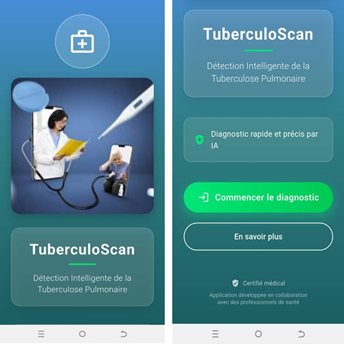 TuberculoScan
Détection Intelligente de la
Tuberculose Pulmonaire
TuberculoScan
Détection Intelligente de la
Tuberculose Pulmonaire
Diagnostic rapide et précis par
IA
Commencer le diagnostic
En savoir plus
Certifié médical
Application développée en collaboration
avec des professionnels de santé